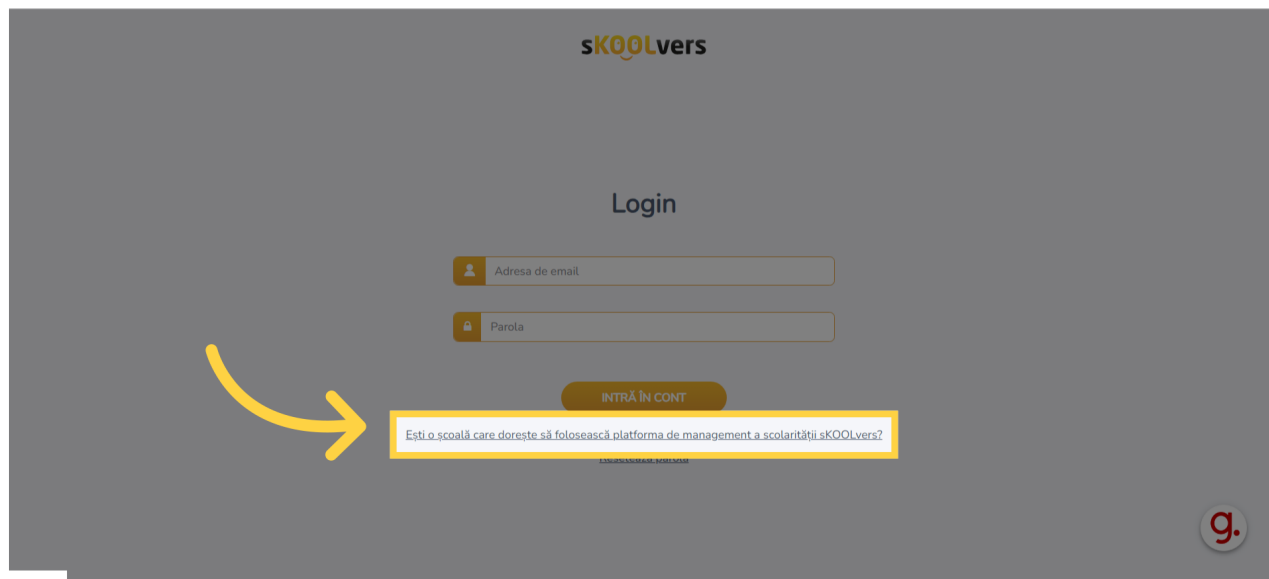 sKOOLvers
Login
Adresa de email
Parola
INTRĂ ÎN CONT
Ești o școală care dorește să folosească platforma de management a scolarității sKOOLvers?
Resetează parola
g.